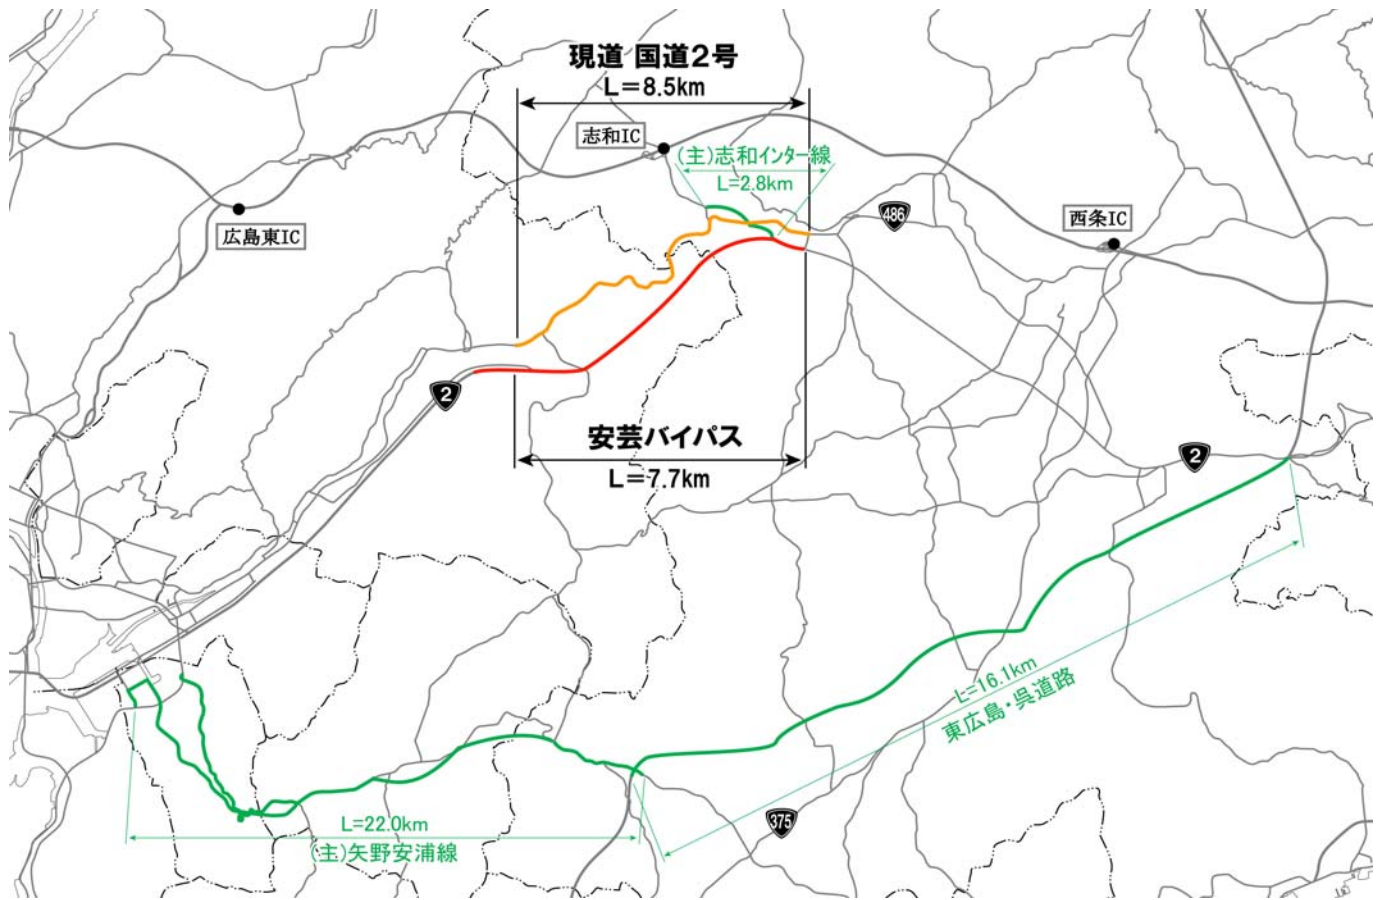 現道 国道2号
L=8.5km
志和IC
(主)志和インター線
L=2.8km
広島東IC
486
西条IC
2
安芸バイパス
L=7.7km
2
L=16.1km
東広島・呉道路
375
L=22.0km
(主)矢野安浦線